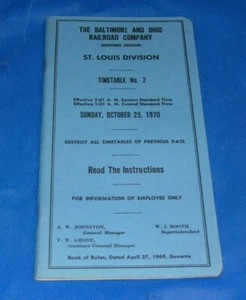 THE BALTIMORE AND OHIO
RAILROAD COMPANY
WESTERN REGION
ST. LOUIS DIVISION
TIMETABLE No. 2
Effective 2:01 A. M. Eastern Standard Time
Effective 1:01 A. M. Central Standard Time
SUNDAY, OCTOBER 25, 1970
DESTROY ALL TIMETABLES OF PREVIOUS DATE
Read The Instructions
FOR INFORMATION OF EMPLOYES ONLY
A. W. JOHNSTON,
General Manager
W. J. BOOTH
Superintendent
Assistant General Manager
Book of Rules, Dated April 27, 1969, Governs